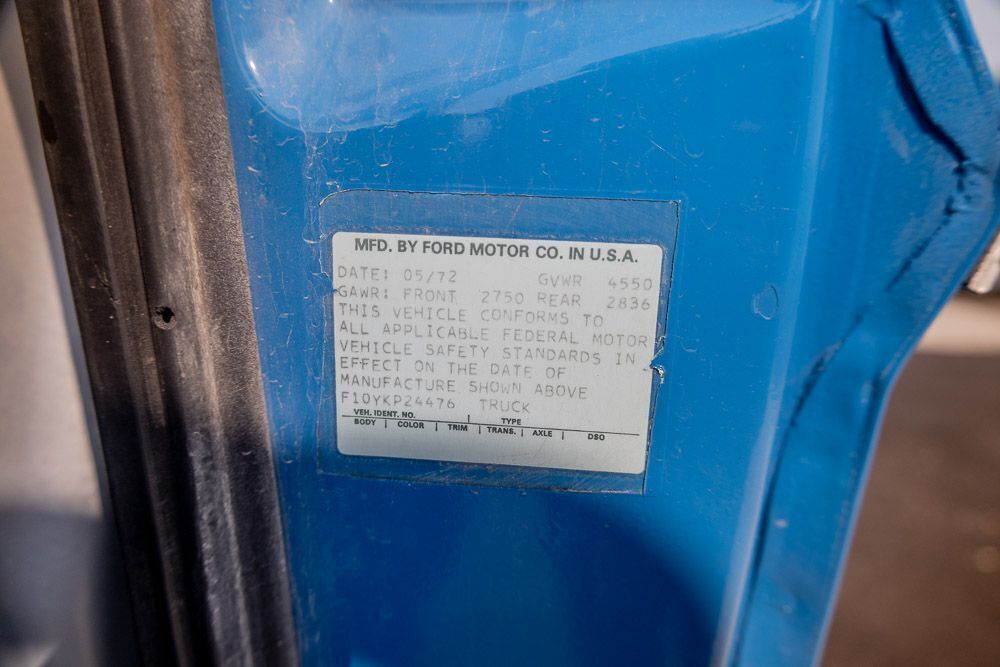 MFD. BY FORD MOTOR CO. IN U.S.A.
DATE: 05/72 GVWR 4550
GAWR: FRONT 2750 REAR 2836
THIS VEHICLE CONFORMS TO
ALL APPLICABLE FEDERAL MOTOR
VEHICLE SAFETY STANDARDS IN
EFFECT ON THE DATE OF
MANUFACTURE SHOWN ABOVE
F10YKP24476 TRUCK
VEH. IDENT. NO. | TYPE
BODY | COLOR | TRIM | TRANS. | AXLE | DSO